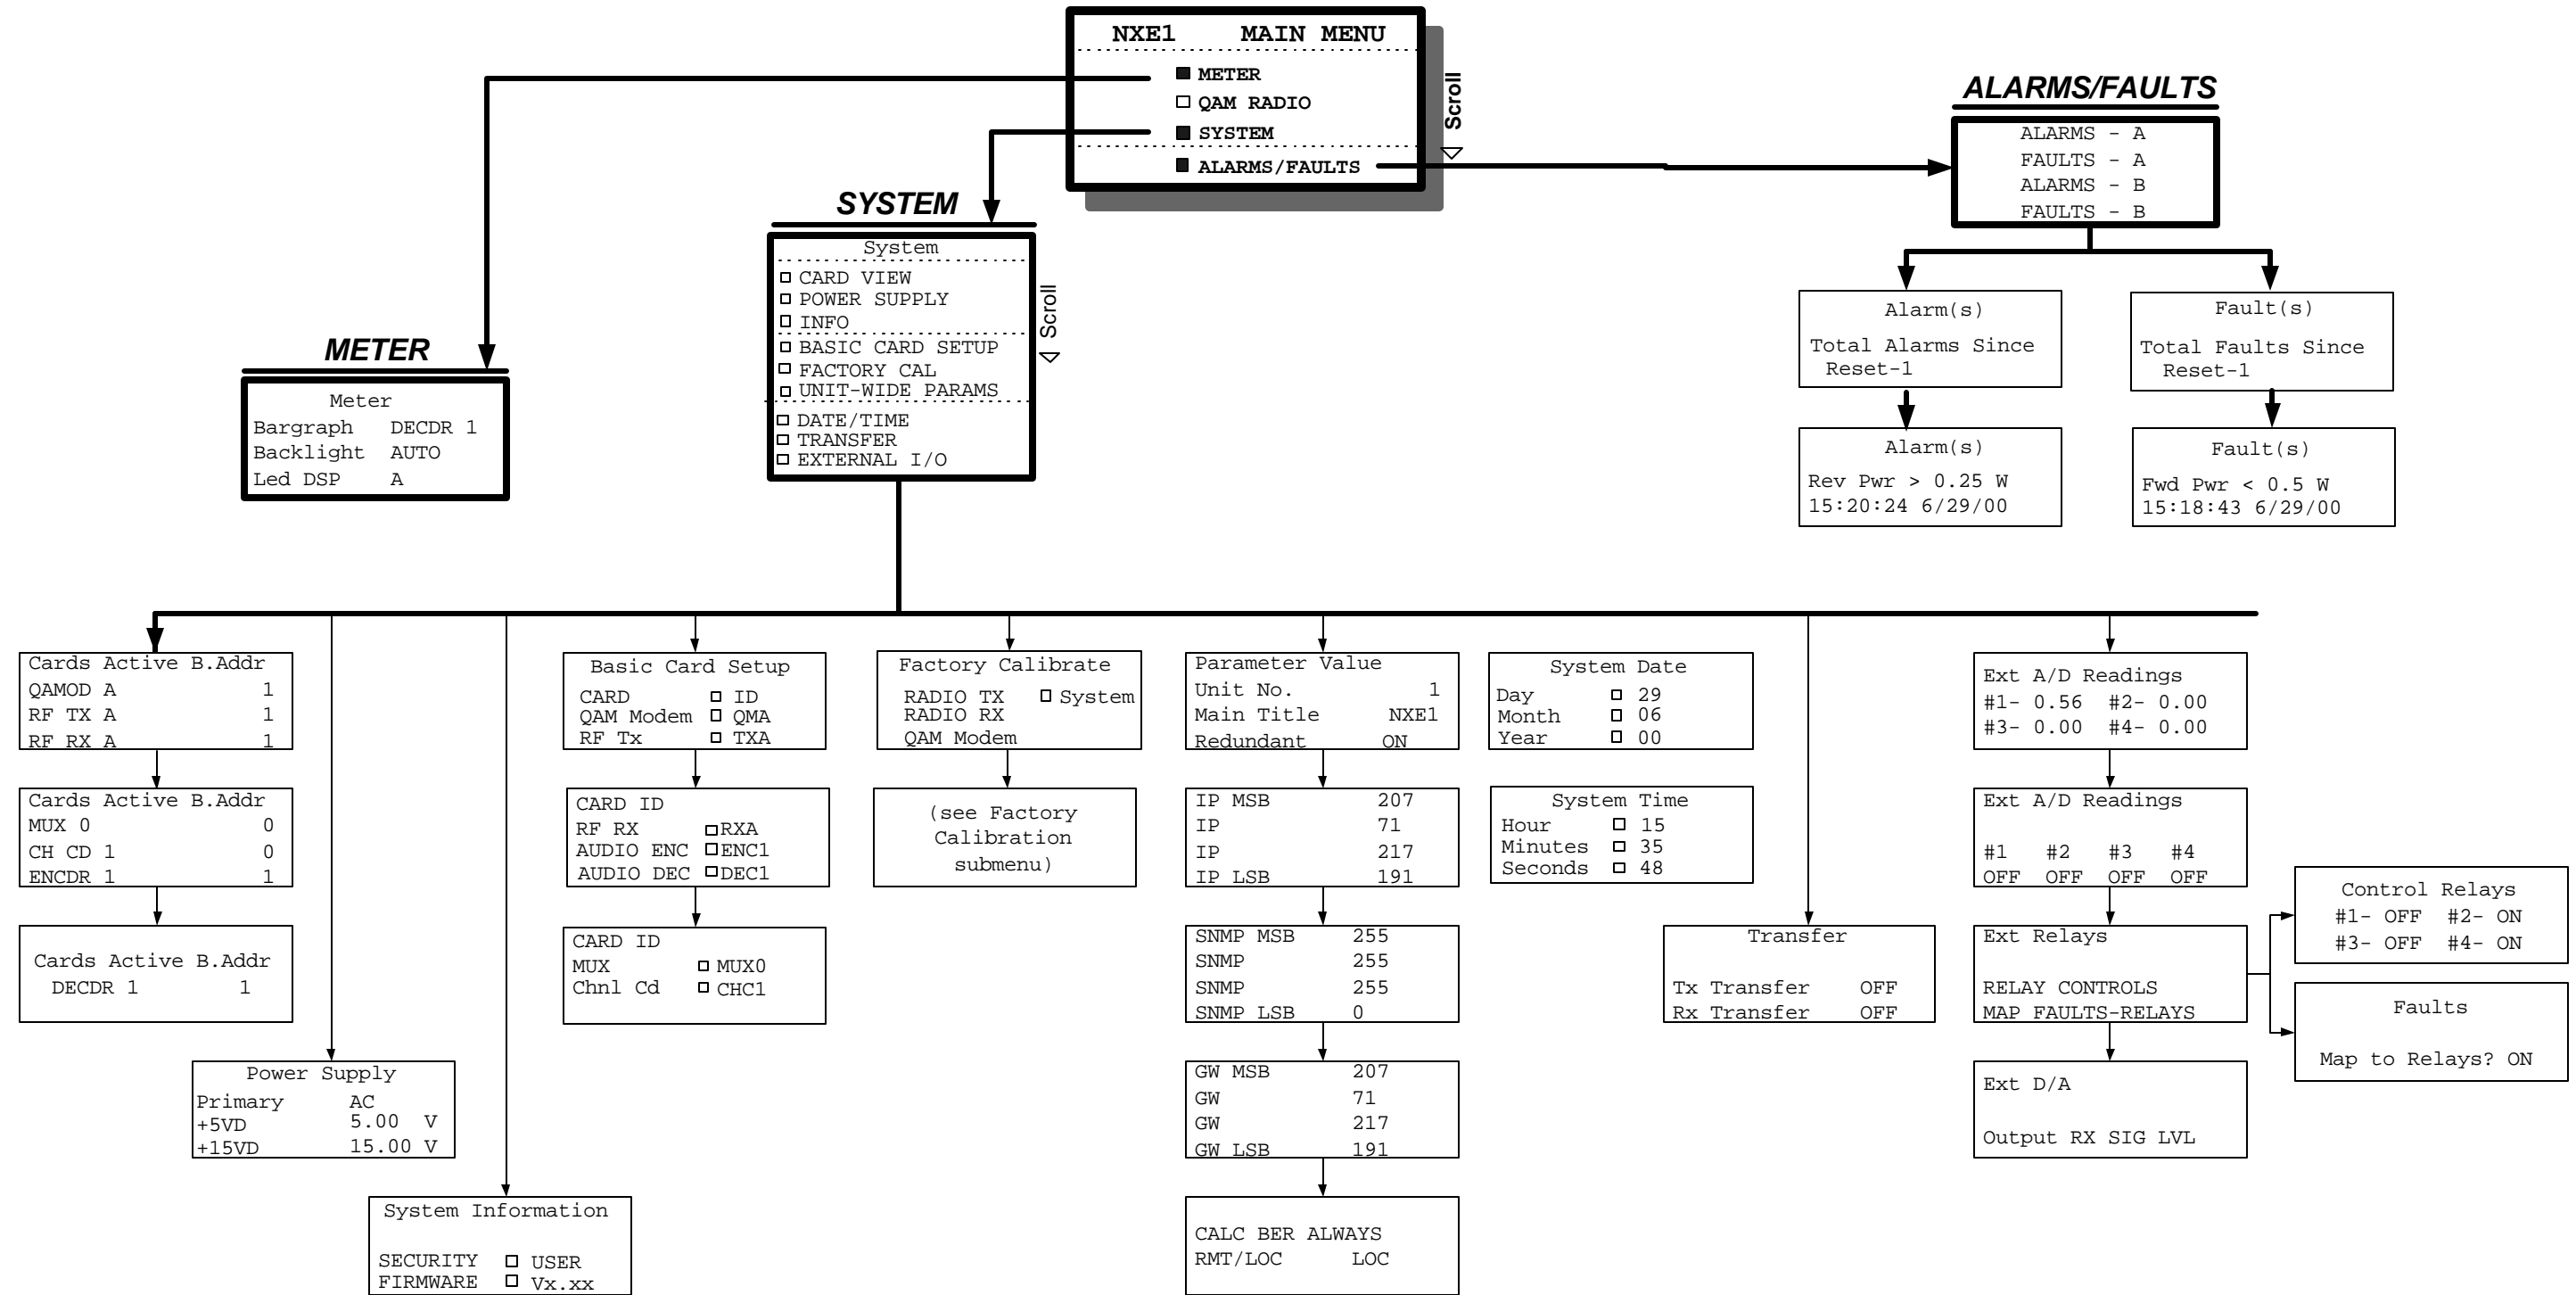 NXE1 MAIN MENU
METER
QAM RADIO
SYSTEM
ALARMS/FAULTS
Scroll
ALARMS/FAULTS
ALARMS - A
FAULTS - A
ALARMS - B
FAULTS - B
Alarm(s)
Total Alarms Since
Reset-1
Fault(s)
Total Faults Since
Reset-1
Alarm(s)
Rev Pwr > 0.25 W
15:20:24 6/29/00
Fault(s)
Fwd Pwr < 0.5 W
15:18:43 6/29/00
SYSTEM
System
CARD VIEW
POWER SUPPLY
INFO
BASIC CARD SETUP
FACTORY CAL
UNIT-WIDE PARAMS
DATE/TIME
TRANSFER
EXTERNAL I/O
Scroll
METER
Meter
Bargraph DECDR 1
Backlight AUTO
Led DSP A
Cards Active B.Addr
QAMOD A 1
RF TX A 1
RF RX A 1
Cards Active B.Addr
MUX 0 0
CH CD 1 0
ENCDR 1 1
Cards Active B.Addr
DECDR 1 1
Power Supply
Primary AC
+5VD 5.00 V
+15VD 15.00 V
System Information
SECURITY USER
FIRMWARE Vx.xx
Basic Card Setup
CARD ID
QAM Modem QMA
RF Tx TXA
CARD ID
RF RX RXA
AUDIO ENC ENC1
AUDIO DEC DEC1
CARD ID
MUX MUX0
Chnl Cd CHC1
Factory Calibrate
RADIO TX System
RADIO RX
QAM Modem
(see Factory
Calibration
submenu)
Parameter Value
Unit No. 1
Main Title NXE1
Redundant ON
IP MSB 207
IP 71
IP 217
IP LSB 191
SNMP MSB 255
SNMP 255
SNMP 255
SNMP LSB 0
GW MSB 207
GW 71
GW 217
GW LSB 191
CALC BER ALWAYS
RMT/LOC LOC
System Date
Day 29
Month 06
Year 00
System Time
Hour 15
Minutes 35
Seconds 48
Transfer
Tx Transfer OFF
Rx Transfer OFF
Ext A/D Readings
#1- 0.56 #2- 0.00
#3- 0.00 #4- 0.00
Ext A/D Readings
#1 #2 #3 #4
OFF OFF OFF OFF
Ext Relays
RELAY CONTROLS
MAP FAULTS-RELAYS
Ext D/A
Output RX SIG LVL
Control Relays
#1- OFF #2- ON
#3- OFF #4- ON
Faults
Map to Relays? ON